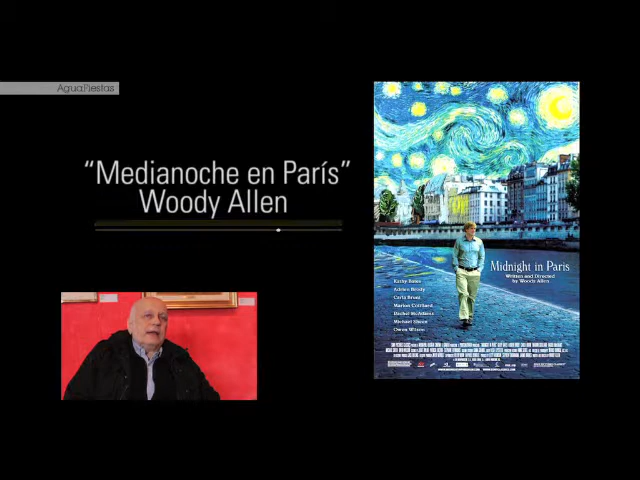 AguaFiestas
“Medianoche en París”
Woody Allen
Midnight in Paris
Written and Directed
by Woody Allen
Kathy Bates
Adrien Brody
Carla Bruni
Marion Cotillard
Rachel McAdams
Michael Sheen
Owen Wilson